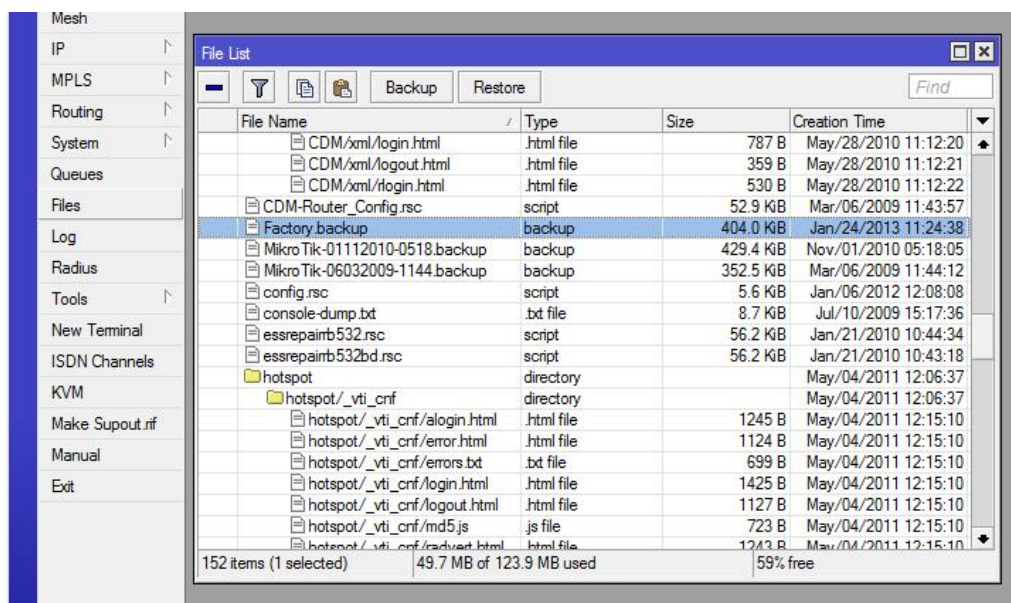 Mesh
IP
MPLS
Routing
System
Queues
Files
Log
Radius
Tools
New Terminal
ISDN Channels
KVM
Make Supout.rif
Manual
Exit
File List
Backup Restore Find
File Name / Type Size Creation Time
CDM/xml/login.html .html file 787 B May/28/2010 11:12:20
CDM/xml/logout.html .html file 359 B May/28/2010 11:12:21
CDM/xml/rlogin.html .html file 530 B May/28/2010 11:12:22
CDM-Router_Config.rsc script 52.9 KiB Mar/06/2009 11:43:57
Factory.backup backup 404.0 KiB Jan/24/2013 11:24:38
MikroTik-01112010-0518.backup backup 429.4 KiB Nov/01/2010 05:18:05
MikroTik-06032009-1144.backup backup 352.5 KiB Mar/06/2009 11:44:12
config.rsc script 5.6 KiB Jan/06/2012 12:08:08
console-dump.txt .txt file 8.7 KiB Jul/10/2009 15:17:36
essrepairrb532.rsc script 56.2 KiB Jan/21/2010 10:44:34
essrepairrb532bd.rsc script 56.2 KiB Jan/21/2010 10:43:18
hotspot directory May/04/2011 12:06:37
hotspot/_vti_cnf directory May/04/2011 12:06:37
hotspot/_vti_cnf/alogin.html .html file 1245 B May/04/2011 12:15:10
hotspot/_vti_cnf/error.html .html file 1124 B May/04/2011 12:15:10
hotspot/_vti_cnf/errors.txt .txt file 699 B May/04/2011 12:15:10
hotspot/_vti_cnf/login.html .html file 1425 B May/04/2011 12:15:10
hotspot/_vti_cnf/logout.html .html file 1127 B May/04/2011 12:15:10
hotspot/_vti_cnf/md5.js .js file 723 B May/04/2011 12:15:10
hotspot/_vti_cnf/radvert.html .html file 1243 B May/04/2011 12:15:10
152 items (1 selected) 49.7 MB of 123.9 MB used 59% free